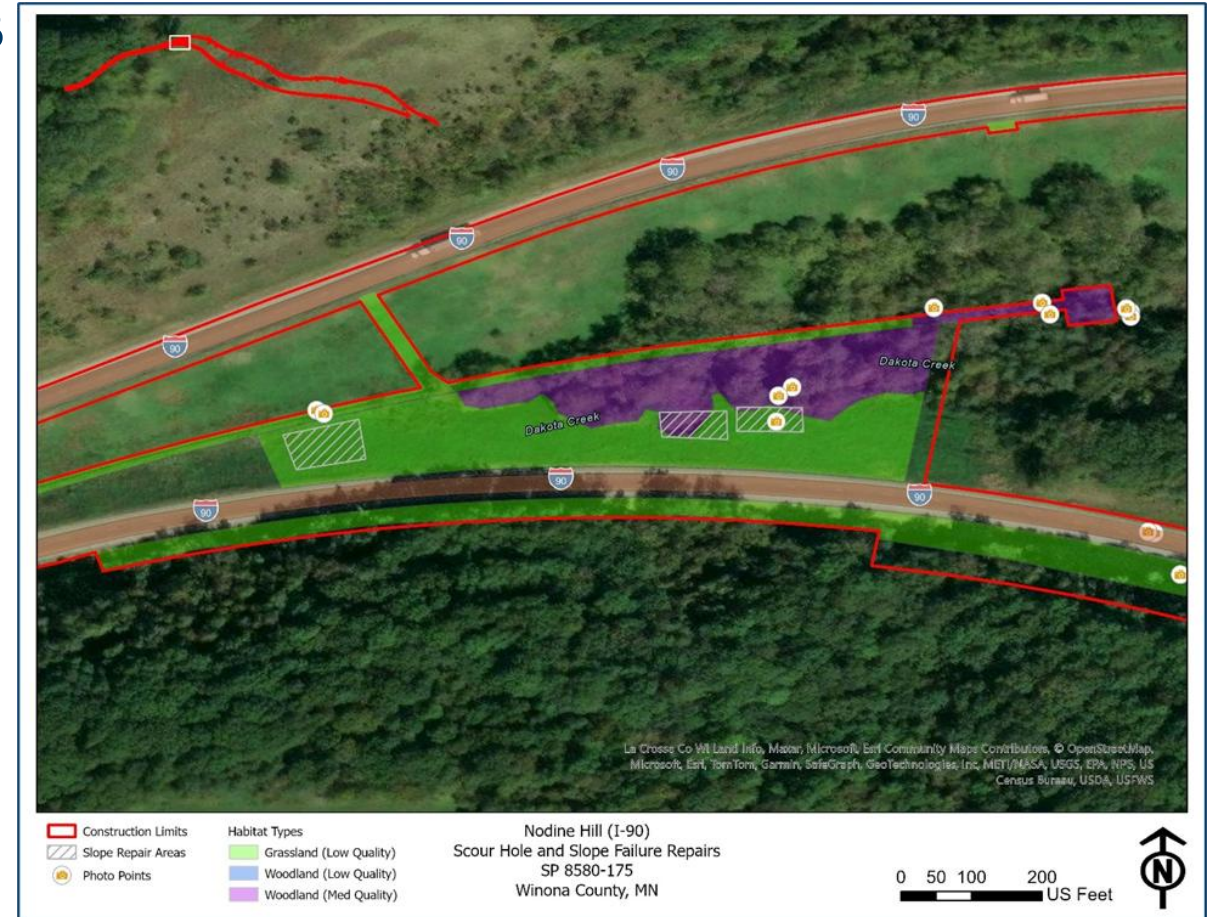 90
90
90
90
Dakota Creek
Dakota Creek
90
90
90
La Crosse Co WI Land Info, Maxar, Microsoft, Esri Community Maps Contributors, © OpenStreetMap,
Microsoft, Esri, TomTom, Garmin, SafeGraph, GeoTechnologies, Inc, METI/NASA, USGS, EPA, NPS, US
Census Bureau, USDA, USFWS
Construction Limits
Slope Repair Areas
Photo Points
Habitat Types
Grassland (Low Quality)
Woodland (Low Quality)
Woodland (Med Quality)
Nodine Hill (I-90)
Scour Hole and Slope Failure Repairs
SP 8580-175
Winona County, MN
0 50 100 200
US Feet
N